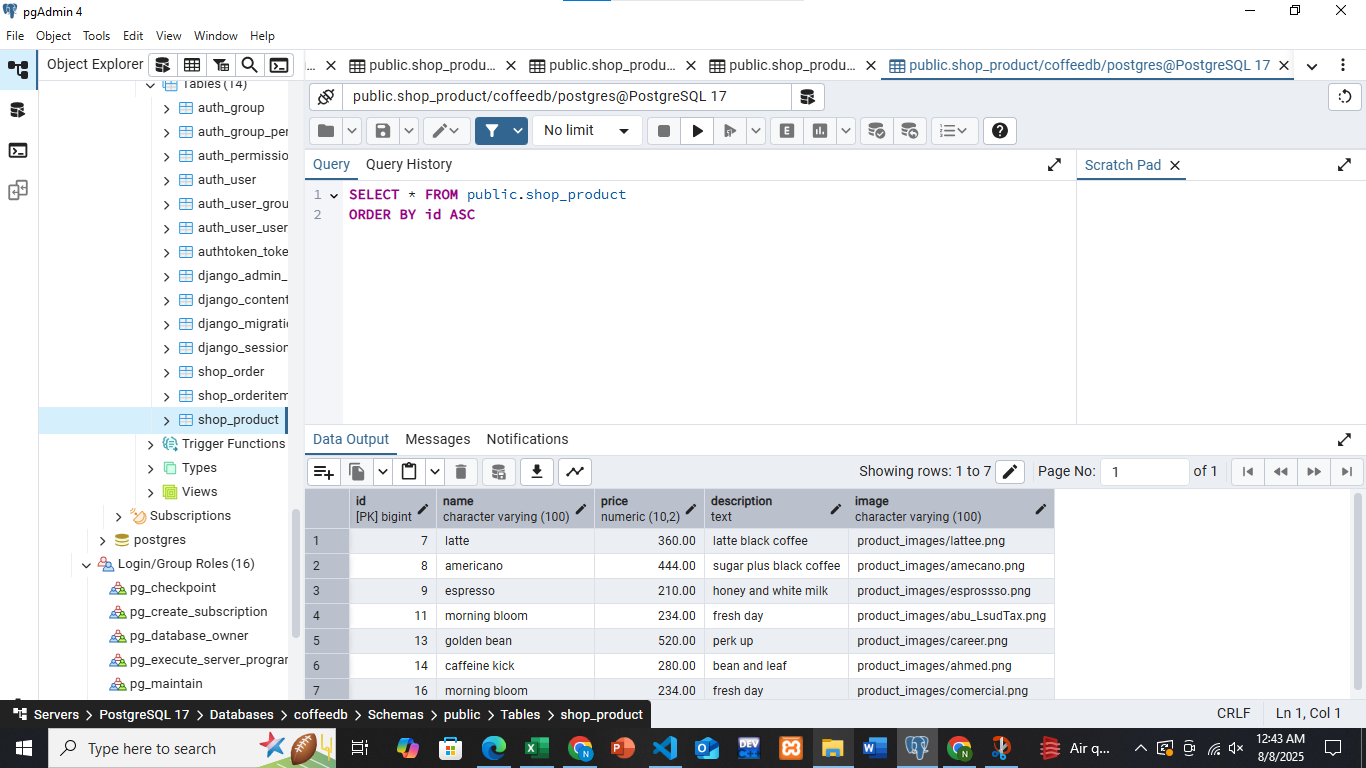 pgAdmin 4
File Object Tools Edit View Window Help
Object Explorer
... public.shop_produ... public.shop_produ... public.shop_produ... public.shop_product/coffeedb/postgres@PostgreSQL 17
public.shop_product/coffeedb/postgres@PostgreSQL 17
No limit
Query Query History
Scratch Pad
1 SELECT * FROM public.shop_product
2 ORDER BY id ASC
Tables (14)
auth_group
auth_group_per
auth_permissio
auth_user
auth_user_grou
auth_user_user
authtoken_toke
django_admin_
django_content
django_migratio
django_session
shop_order
shop_orderitem
shop_product
Trigger Functions
Types
Views
Subscriptions
postgres
Login/Group Roles (16)
pg_checkpoint
pg_create_subscription
pg_database_owner
pg_execute_server_prograr
pg_maintain
Data Output Messages Notifications
Showing rows: 1 to 7 Page No: 1 of 1
id name price description image
[PK] bigint character varying (100) numeric (10,2) text character varying (100)
1 7 latte 360.00 latte black coffee product_images/lattee.png
2 8 americano 444.00 sugar plus black coffee product_images/amecano.png
3 9 espresso 210.00 honey and white milk product_images/esprossso.png
4 11 morning bloom 234.00 fresh day product_images/abu_LsudTax.png
5 13 golden bean 520.00 perk up product_images/career.png
6 14 caffeine kick 280.00 bean and leaf product_images/ahmed.png
7 16 morning bloom 234.00 fresh day product_images/comercial.png
Servers > PostgreSQL 17 > Databases > coffeedb > Schemas > public > Tables > shop_product
CRLF Ln 1, Col 1
Type here to search
DEV
Air q...
12:43 AM
8/8/2025